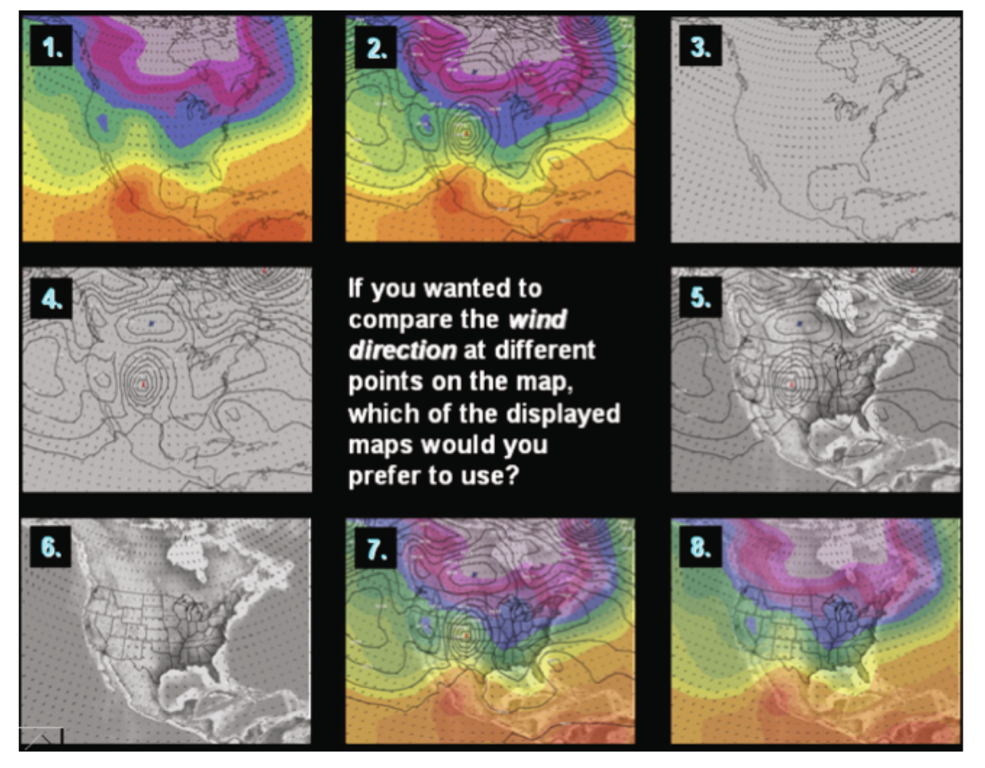 1.
2.
3.
4.
If you wanted to
compare the wind
direction at different
points on the map,
which of the displayed
maps would you
prefer to use?
5.
6.
7.
8.